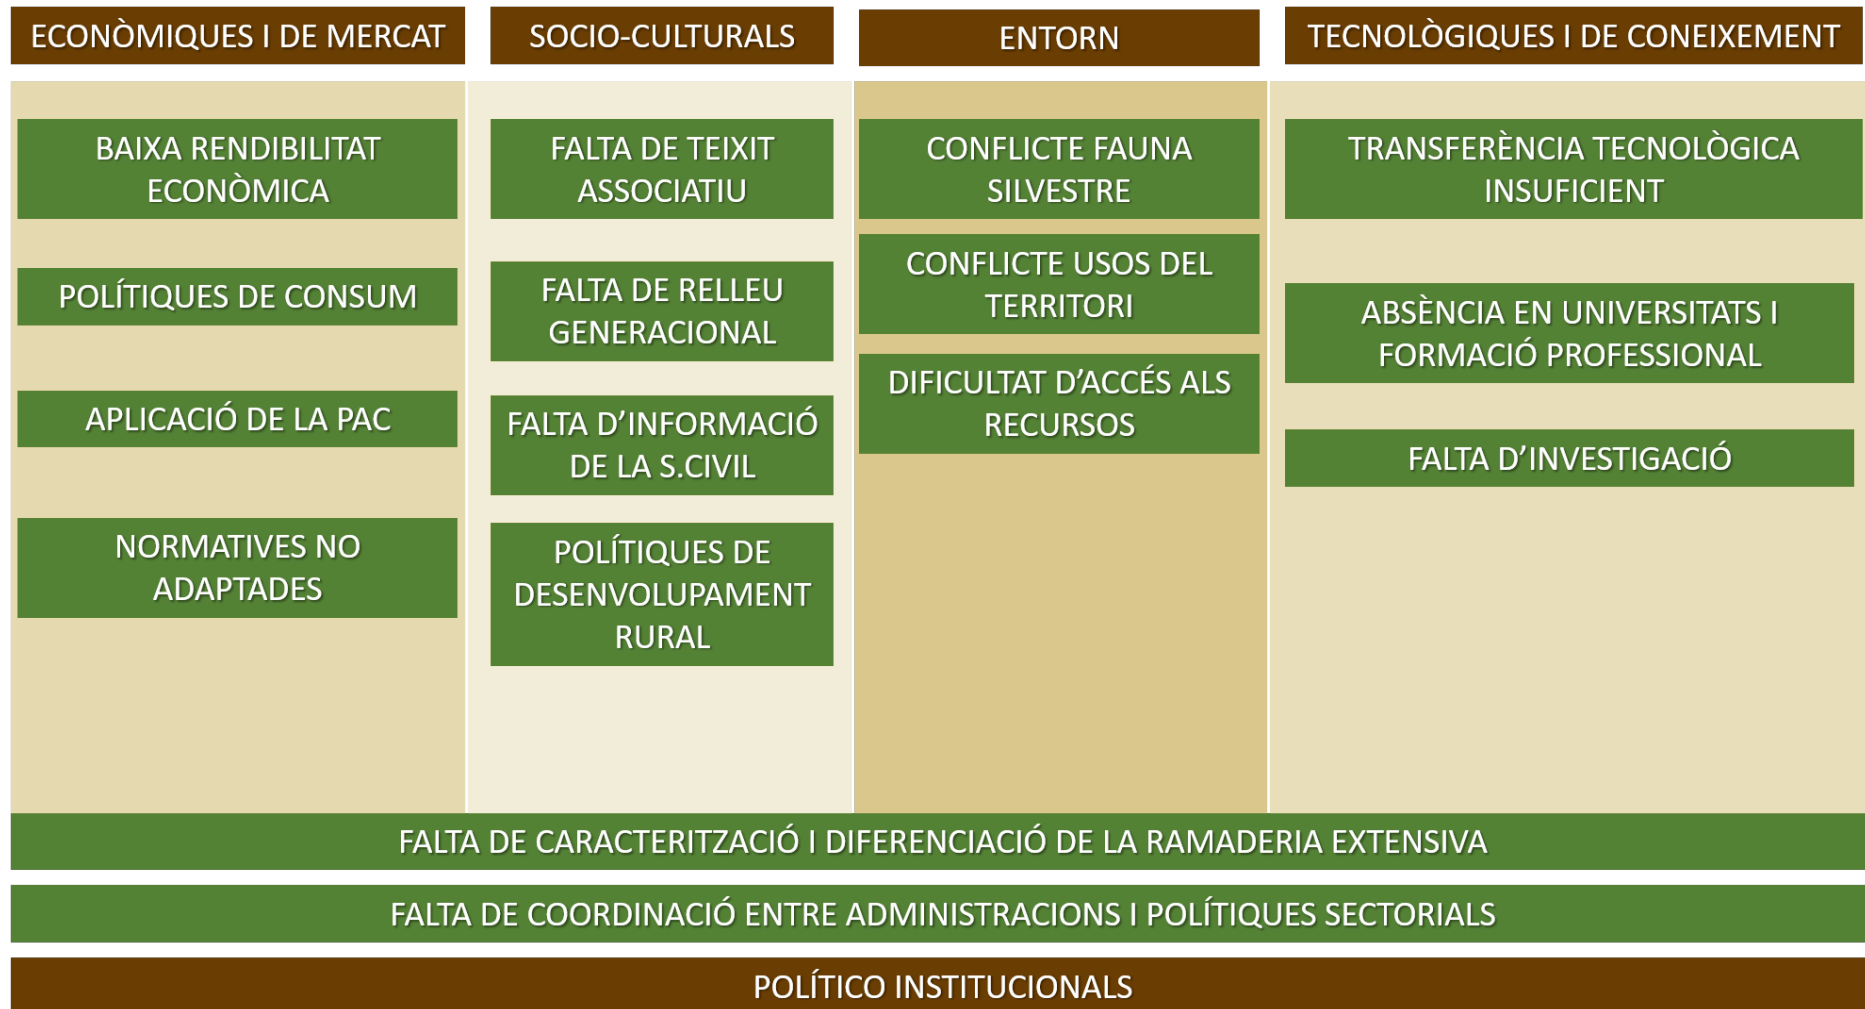 ECONÒMIQUES I DE MERCAT
SOCIO-CULTURALS
ENTORN
TECNOLÒGIQUES I DE CONEIXEMENT
BAIXA RENDIBILITAT
ECONÒMICA
POLÍTIQUES DE CONSUM
APLICACIÓ DE LA PAC
NORMATIVES NO
ADAPTADES
FALTA DE TEIXIT
ASSOCIATIU
FALTA DE RELLEU
GENERACIONAL
FALTA D’INFORMACIÓ
DE LA S.CIVIL
POLÍTIQUES DE
DESENVOLUPAMENT
RURAL
CONFLICTE FAUNA
SILVESTRE
CONFLICTE USOS DEL
TERRITORI
DIFICULTAT D’ACCÉS ALS
RECURSOS
TRANSFERÈNCIA TECNOLÒGICA
INSUFICIENT
ABSÈNCIA EN UNIVERSITATS I
FORMACIÓ PROFESSIONAL
FALTA D’INVESTIGACIÓ
FALTA DE CARACTERITZACIÓ I DIFERENCIACIÓ DE LA RAMADERIA EXTENSIVA
FALTA DE COORDINACIÓ ENTRE ADMINISTRACIONS I POLÍTIQUES SECTORIALS
POLÍTICO INSTITUCIONALS